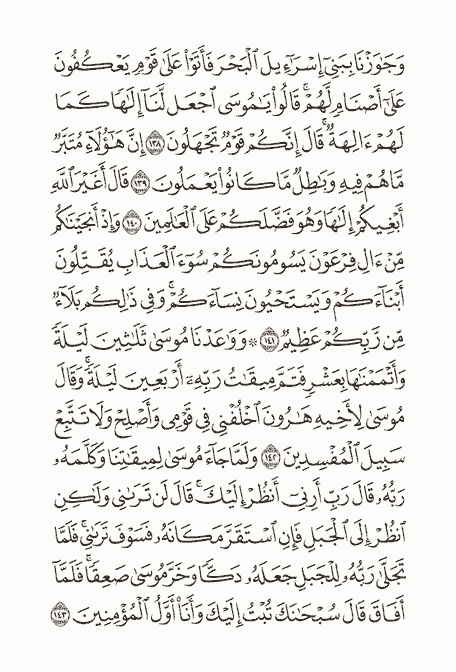 وَجَٰوَزْنَا بِبَنِىٓ إِسْرَٰٓءِيلَ ٱلْبَحْرَ فَأَتَوْا۟ عَلَىٰ قَوْمٍ يَعْكُفُونَ
عَلَىٰٓ أَصْنَامٍ لَّهُمْ ۚ قَالُوا۟ يَٰمُوسَى ٱجْعَل لَّنَآ إِلَٰهًا كَمَا
لَهُمْ ءَالِهَةٌ ۚ قَالَ إِنَّكُمْ قَوْمٌ تَجْهَلُونَ ١٣٨ إِنَّ هَٰٓؤُلَآءِ مُتَبَّرٌ
مَّا هُمْ فِيهِ وَبَٰطِلٌ مَّا كَانُوا۟ يَعْمَلُونَ ١٣٩ قَالَ أَغَيْرَ ٱللَّهِ
أَبْغِيكُمْ إِلَٰهًا وَهُوَ فَضَّلَكُمْ عَلَى ٱلْعَٰلَمِينَ ١٤٠ وَإِذْ أَنجَيْنَٰكُم
مِّنْ ءَالِ فِرْعَوْنَ يَسُومُونَكُمْ سُوٓءَ ٱلْعَذَابِ يُقَتِّلُونَ
أَبْنَآءَكُمْ وَيَسْتَحْيُونَ نِسَآءَكُمْ ۚ وَفِى ذَٰلِكُم بَلَآءٌ
مِّن رَّبِّكُمْ عَظِيمٌ ١٤١ ۞ وَوَٰعَدْنَا مُوسَىٰ ثَلَٰثِينَ لَيْلَةً
وَأَتْمَمْنَٰهَا بِعَشْرٍ فَتَمَّ مِيقَٰتُ رَبِّهِۦٓ أَرْبَعِينَ لَيْلَةً ۚ وَقَالَ
مُوسَىٰ لِأَخِيهِ هَٰرُونَ ٱخْلُفْنِى فِى قَوْمِى وَأَصْلِحْ وَلَا تَتَّبِعْ
سَبِيلَ ٱلْمُفْسِدِينَ ١٤٢ وَلَمَّا جَآءَ مُوسَىٰ لِمِيقَٰتِنَا وَكَلَّمَهُۥ
رَبُّهُۥ قَالَ رَبِّ أَرِنِىٓ أَنظُرْ إِلَيْكَ ۚ قَالَ لَن تَرَىٰنِى وَلَٰكِنِ
ٱنظُرْ إِلَى ٱلْجَبَلِ فَإِنِ ٱسْتَقَرَّ مَكَانَهُۥ فَسَوْفَ تَرَىٰنِى ۚ فَلَمَّا
تَجَلَّىٰ رَبُّهُۥ لِلْجَبَلِ جَعَلَهُۥ دَكًّا وَخَرَّ مُوسَىٰ صَعِقًا ۚ فَلَمَّآ
أَفَاقَ قَالَ سُبْحَٰنَكَ تُبْتُ إِلَيْكَ وَأَنَا۠ أَوَّلُ ٱلْمُؤْمِنِينَ ١٤٣